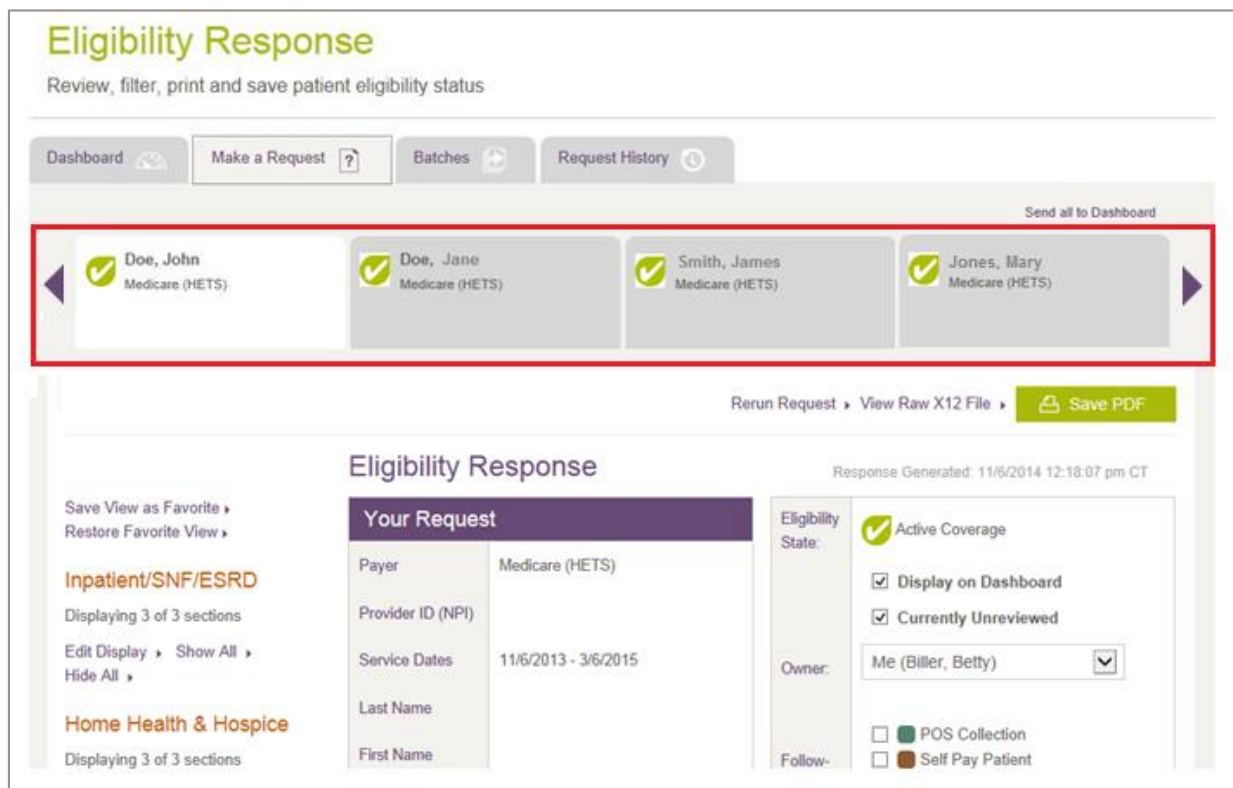 Eligibility Response
Review, filter, print and save patient eligibility status
Dashboard
Make a Request ?
Batches
Request History
Send all to Dashboard
Doe, John
Medicare (HETS)
Doe, Jane
Medicare (HETS)
Smith, James
Medicare (HETS)
Jones, Mary
Medicare (HETS)
Rerun Request
View Raw X12 File
Save PDF
Eligibility Response
Response Generated: 11/6/2014 12:18:07 pm CT
Save View as Favorite
Restore Favorite View
Inpatient/SNF/ESRD
Displaying 3 of 3 sections
Edit Display
Show All
Hide All
Home Health & Hospice
Displaying 3 of 3 sections
Your Request
Payer
Medicare (HETS)
Provider ID (NPI)
Service Dates
11/6/2013 - 3/6/2015
Last Name
First Name
Eligibility
State:
Active Coverage
Display on Dashboard
Currently Unreviewed
Owner:
Me (Biller, Betty)
Follow-
POS Collection
Self Pay Patient